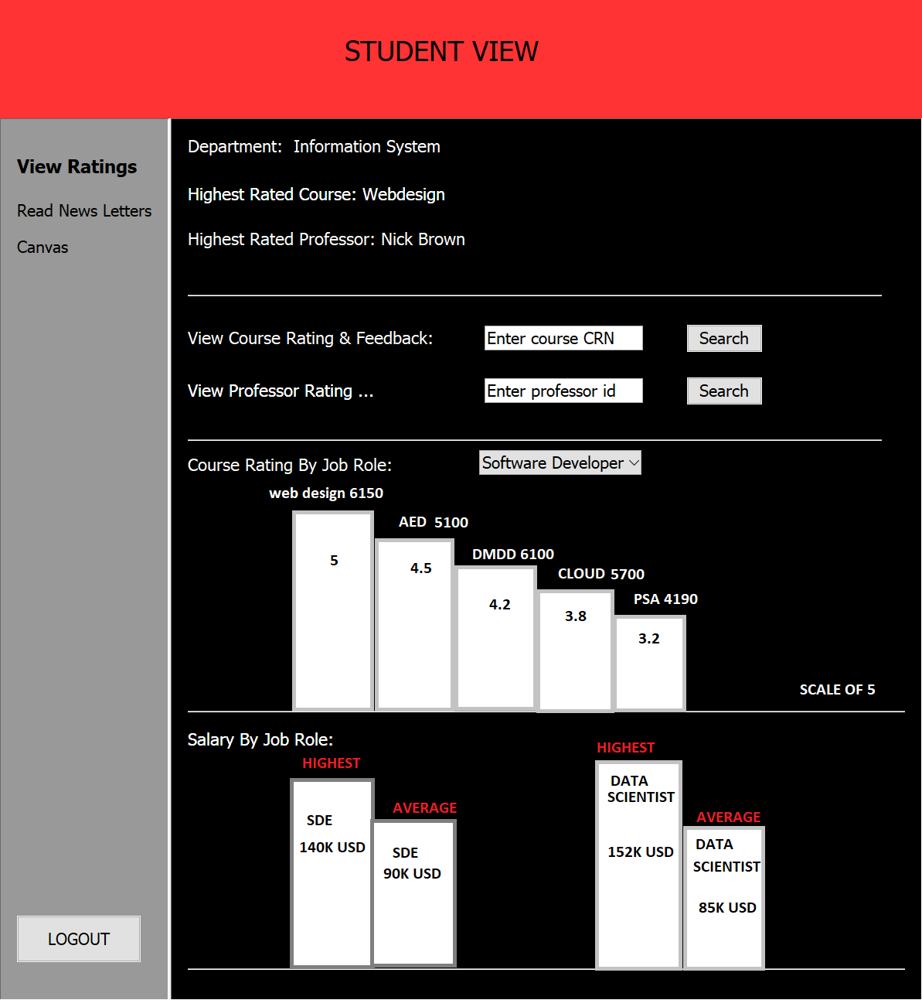 STUDENT VIEW
View Ratings
Read News Letters
Canvas
LOGOUT
Department: Information System
Highest Rated Course: Webdesign
Highest Rated Professor: Nick Brown
View Course Rating & Feedback: Enter course CRN Search
View Professor Rating ... Enter professor id Search
Course Rating By Job Role: Software Developer
web design 6150
5
AED 5100
4.5
DMDD 6100
4.2
CLOUD 5700
3.8
PSA 4190
3.2
SCALE OF 5
Salary By Job Role:
HIGHEST
SDE
140K USD
AVERAGE
SDE
90K USD
HIGHEST
DATA
SCIENTIST
152K USD
AVERAGE
DATA
SCIENTIST
85K USD